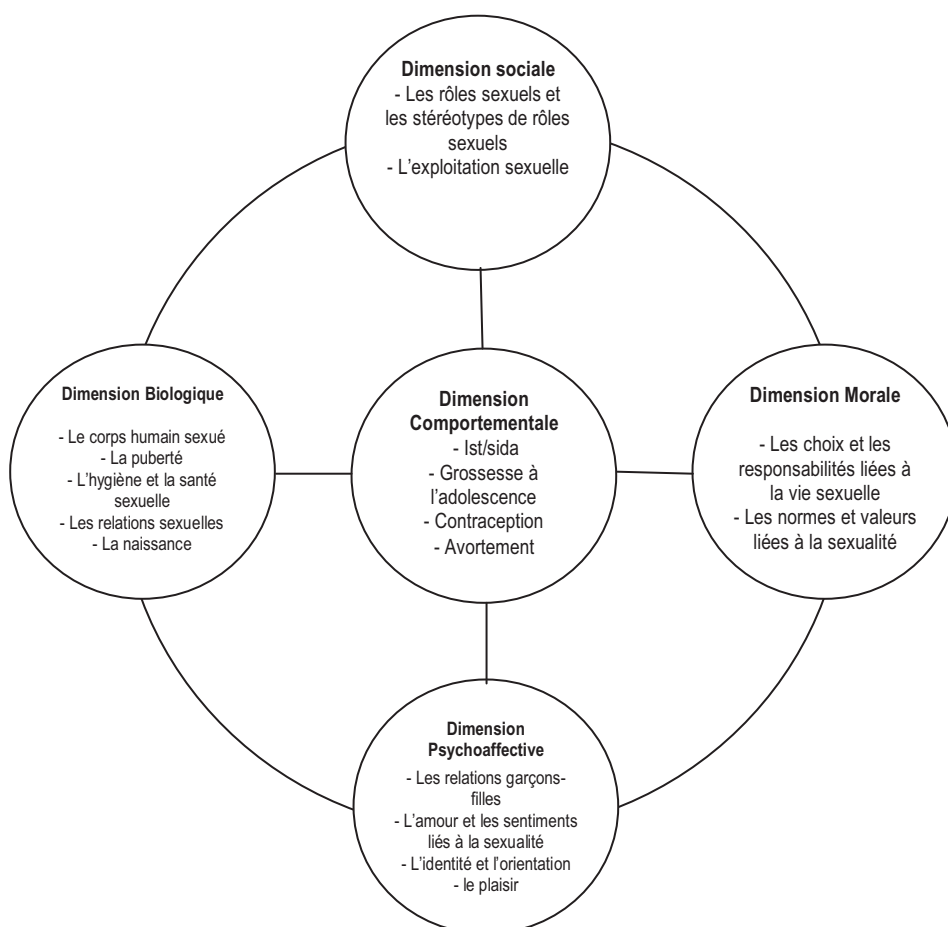 Dimension sociale
- Les rôles sexuels et
les stéréotypes de rôles
sexuels
- L'exploitation sexuelle
Dimension Biologique
- Le corps humain sexué
- La puberté
- L'hygiène et la santé
sexuelle
- Les relations sexuelles
- La naissance
Dimension
Comportementale
- Ist/sida
- Grossesse à
l'adolescence
- Contraception
- Avortement
Dimension Morale
- Les choix et les
responsabilités liées à
la vie sexuelle
- Les normes et valeurs
liées à la sexualité
Dimension
Psychoaffective
- Les relations garçons-
filles
- L'amour et les sentiments
liés à la sexualité
- L'identité et l'orientation
- le plaisir